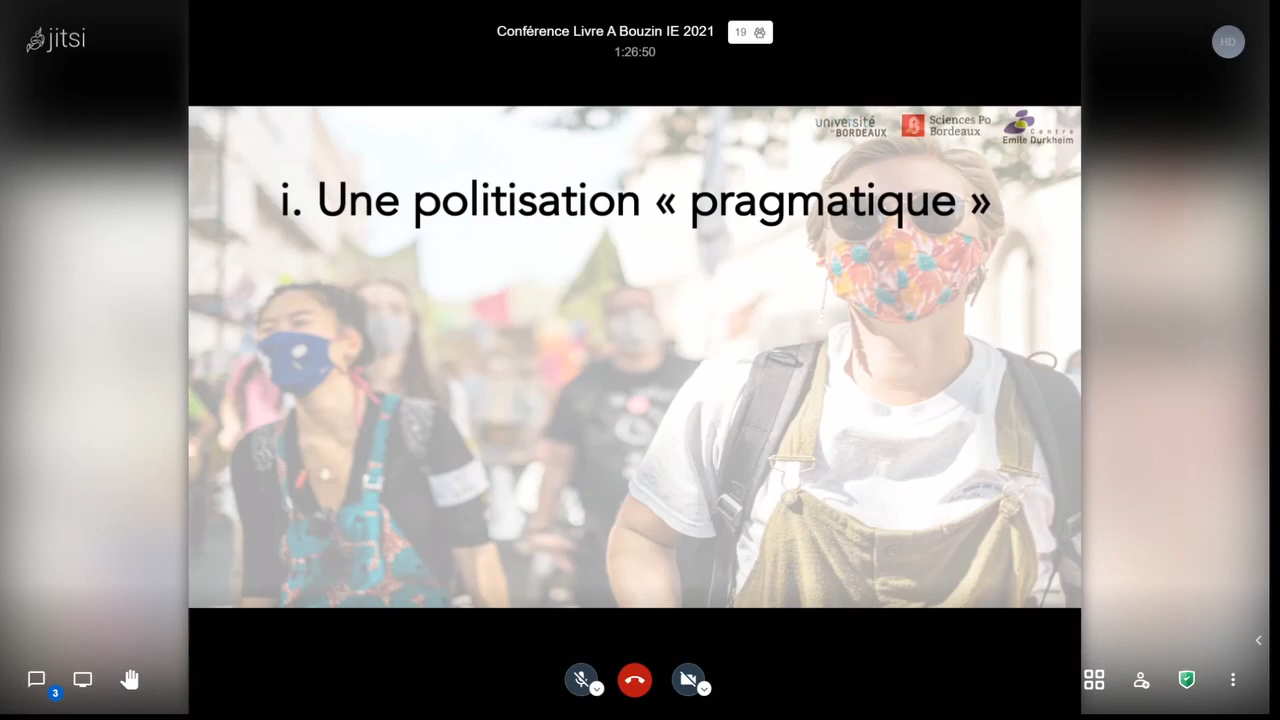 jitsi
Conférence Livre A Bouzin IE 2021
19
1:26:50
HD
université
de BORDEAUX
Sciences Po
Bordeaux
Centre
Emile Durkheim
i. Une politisation « pragmatique »
3